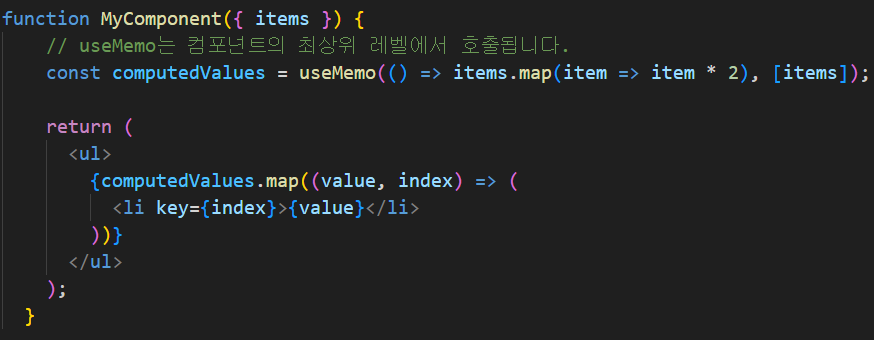 function MyComponent({ items }) {
// useMemo는 컴포넌트의 최상위 레벨에서 호출됩니다.
const computedValues = useMemo(() => items.map(item => item * 2), [items]);
return (
<ul>
{computedValues.map((value, index) => (
<li key={index}>{value}</li>
))}
</ul>
);
}